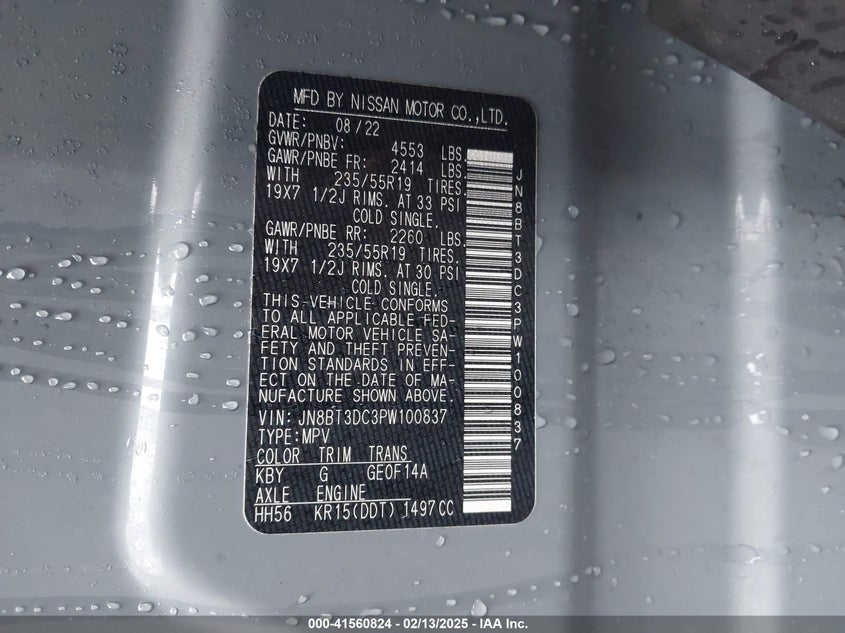 MFD BY NISSAN MOTOR CO.,LTD.
DATE: 08/22
GVWR/PNBV: 4553 LBS.
GAWR/PNBE FR: 2414 LBS.
WITH 235/55R19 TIRES.
19X7 1/2J RIMS. AT 33 PSI
COLD SINGLE.
GAWR/PNBE RR: 2260 LBS.
WITH 235/55R19 TIRES.
19X7 1/2J RIMS. AT 30 PSI
COLD SINGLE.
THIS VEHICLE CONFORMS
TO ALL APPLICABLE FED-
ERAL MOTOR VEHICLE SA-
FETY AND THEFT PREVEN-
TION STANDARDS IN EFF-
ECT ON THE DATE OF MA-
NUFACTURE SHOWN ABOVE.
VIN: JN8BT3DC3PW100837
TYPE:MPV
COLOR TRIM TRANS
KBY G GE0F14A
AXLE ENGINE
HH56 KR15(DDT) 1497CC
JN8BT3DC3PW100837
000-41560824 - 02/13/2025 - IAA, Inc.